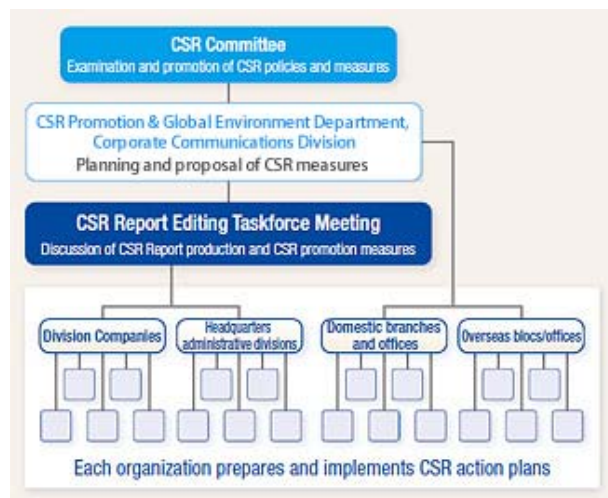 CSR Committee
Examination and promotion of CSR policies and measures
CSR Promotion & Global Environment Department,
Corporate Communications Division
Planning and proposal of CSR measures
CSR Report Editing Taskforce Meeting
Discussion of CSR Report production and CSR promotion measures
Division Companies
Headquarters
administrative divisions
Domestic branches
and offices
Overseas blocs/offices
Each organization prepares and implements CSR action plans